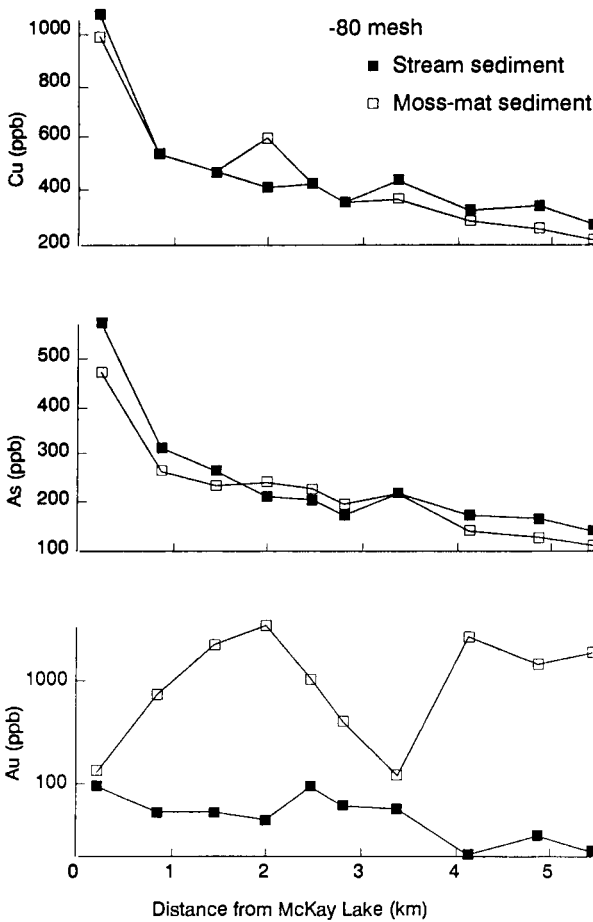 -80 mesh
Stream sediment
Moss-mat sediment
Cu (ppb)
1000
800
600
400
200
As (ppb)
500
400
300
200
100
Au (ppb)
1000
100
0 1 2 3 4 5
Distance from McKay Lake (km)